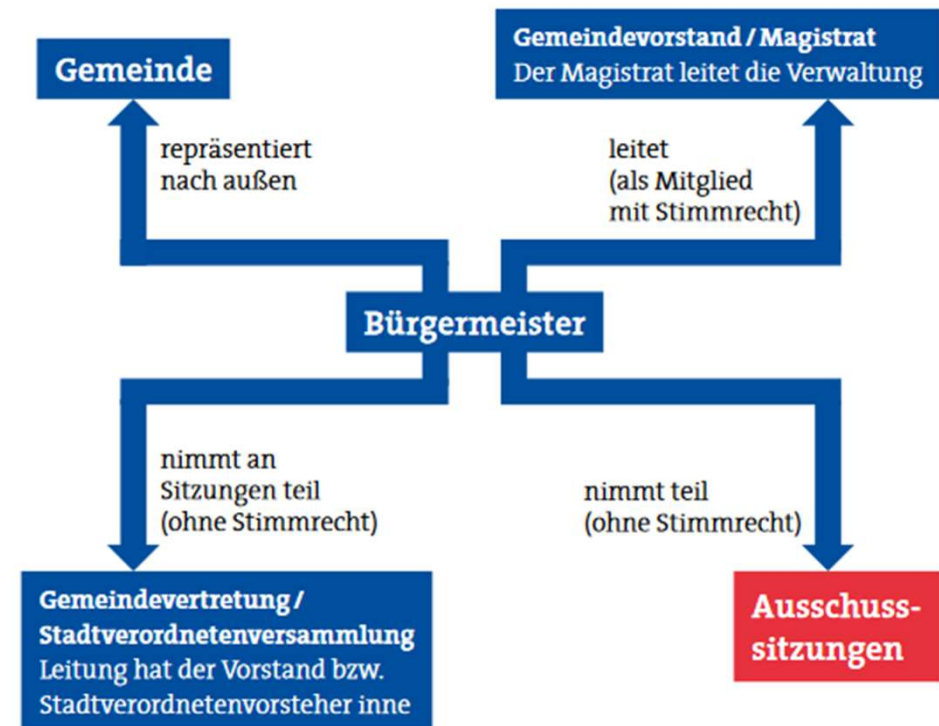 Gemeinde
Gemeindevorstand / Magistrat
Der Magistrat leitet die Verwaltung
repräsentiert
nach außen
leitet
(als Mitglied
mit Stimmrecht)
Bürgermeister
nimmt an
Sitzungen teil
(ohne Stimmrecht)
nimmt teil
(ohne Stimmrecht)
Gemeindevertretung /
Stadtverordnetenversammlung
Leitung hat der Vorstand bzw.
Stadtverordnetenvorsteher inne
Ausschuss-
sitzungen